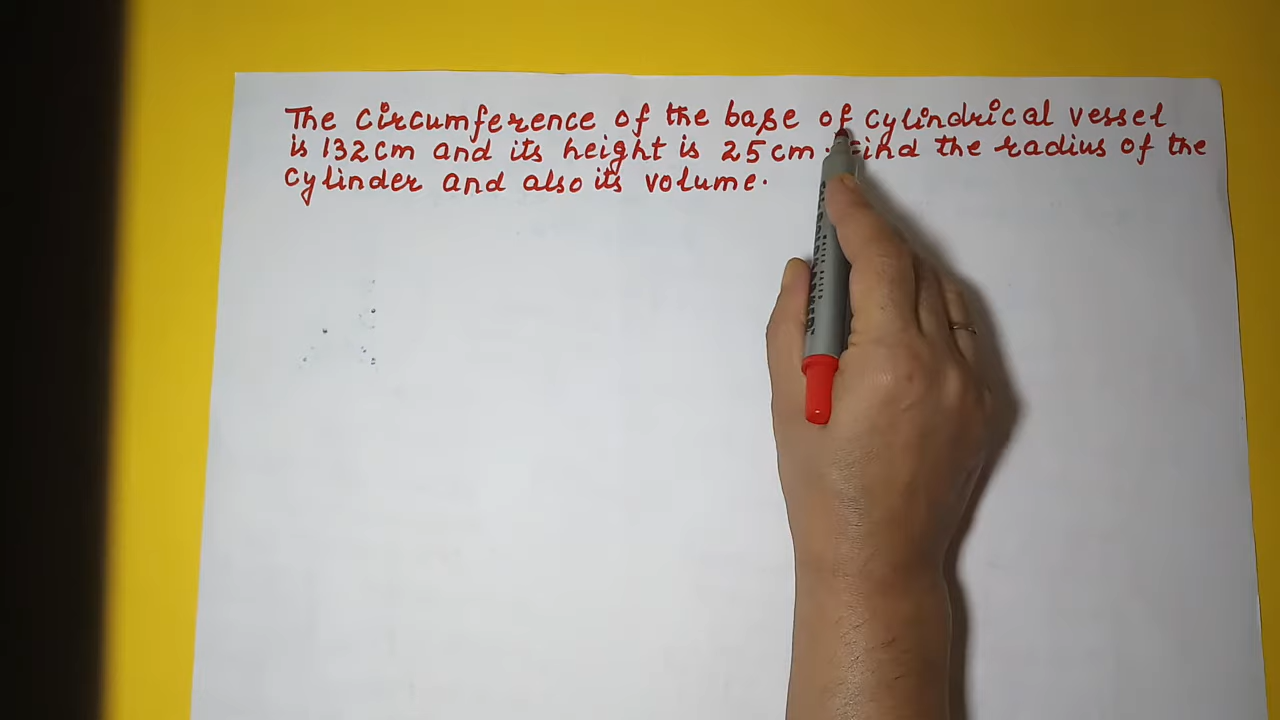 The circumference of the base of cylindrical vessel
is 132cm and its height is 25cm. find the radius of the
cylinder and also its volume.